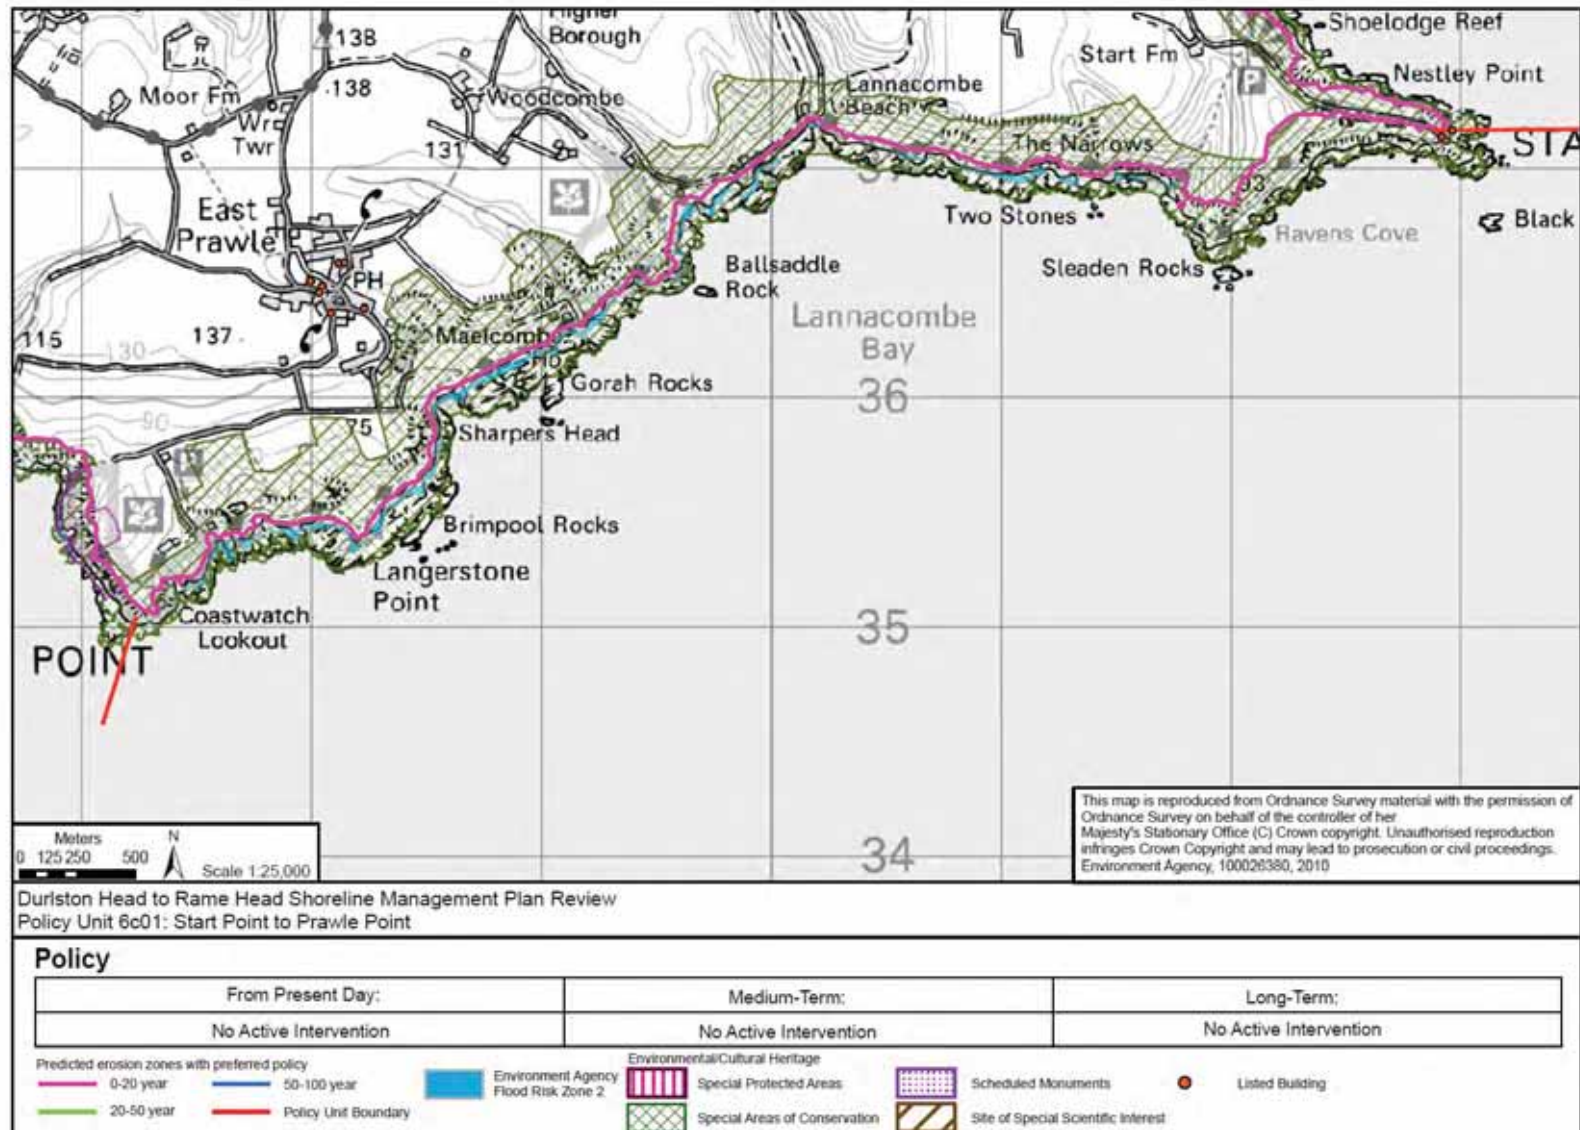 Higher
Borough
138
138
Moor Fm
Wr
Twr
Woodcombe
131
Start Fm
Shoelodge Reef
Nestley Point
Lannacombe
Beach
P
The Narrows
STA
37
93
East
Prawle
PH
Two Stones
Ravens Cove
Black
Sleaden Rocks
Ballsaddle
Rock
Lannacombe
Bay
115
137
130
Maelcombe
Ho
Gorah Rocks
36
90
75
Sharpers Head
P
Brimpool Rocks
Langerstone
Point
Coastwatch
Lookout
35
POINT
34
Meters
0 125 250 500
N
Scale 1:25,000
This map is reproduced from Ordnance Survey material with the permission of
Ordnance Survey on behalf of the controller of her
Majesty's Stationary Office (C) Crown copyright. Unauthorised reproduction
infringes Crown Copyright and may lead to prosecution or civil proceedings.
Environment Agency, 100026380, 2010
Durlston Head to Rame Head Shoreline Management Plan Review
Policy Unit 6c01: Start Point to Prawle Point
Policy
From Present Day: Medium-Term: Long-Term:
No Active Intervention No Active Intervention No Active Intervention
Predicted erosion zones with preferred policy
0-20 year
50-100 year
20-50 year
Policy Unit Boundary
Environment Agency
Flood Risk Zone 2
Environmental/Cultural Heritage
Special Protected Areas
Scheduled Monuments
Listed Building
Special Areas of Conservation
Site of Special Scientific Interest